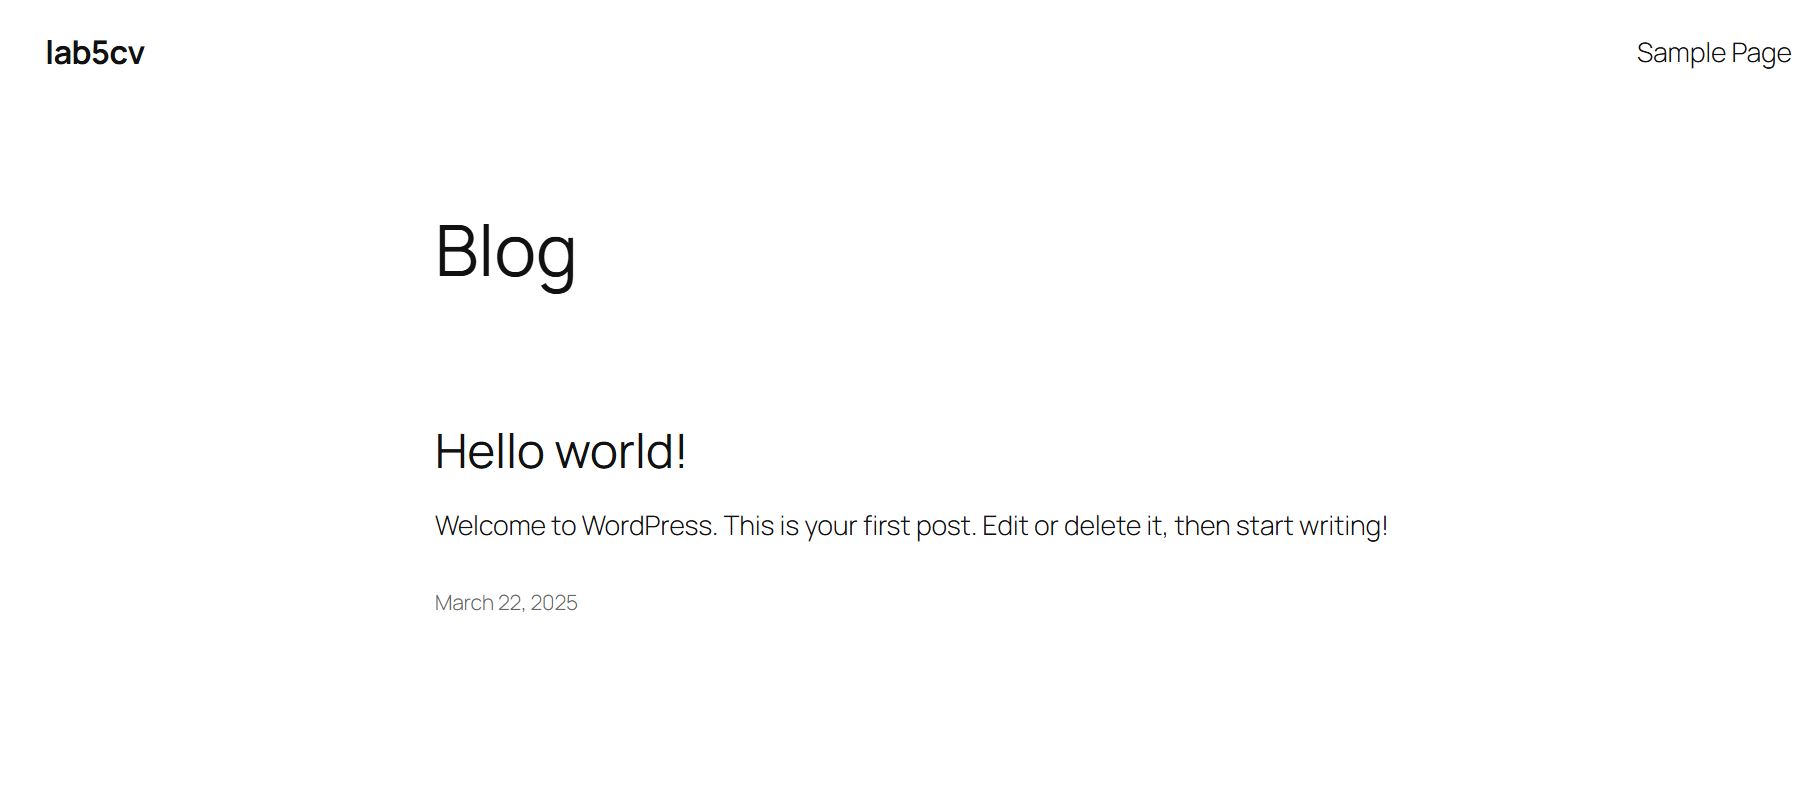 lab5cv
Sample Page
Blog
Hello world!
Welcome to WordPress. This is your first post. Edit or delete it, then start writing!
March 22, 2025